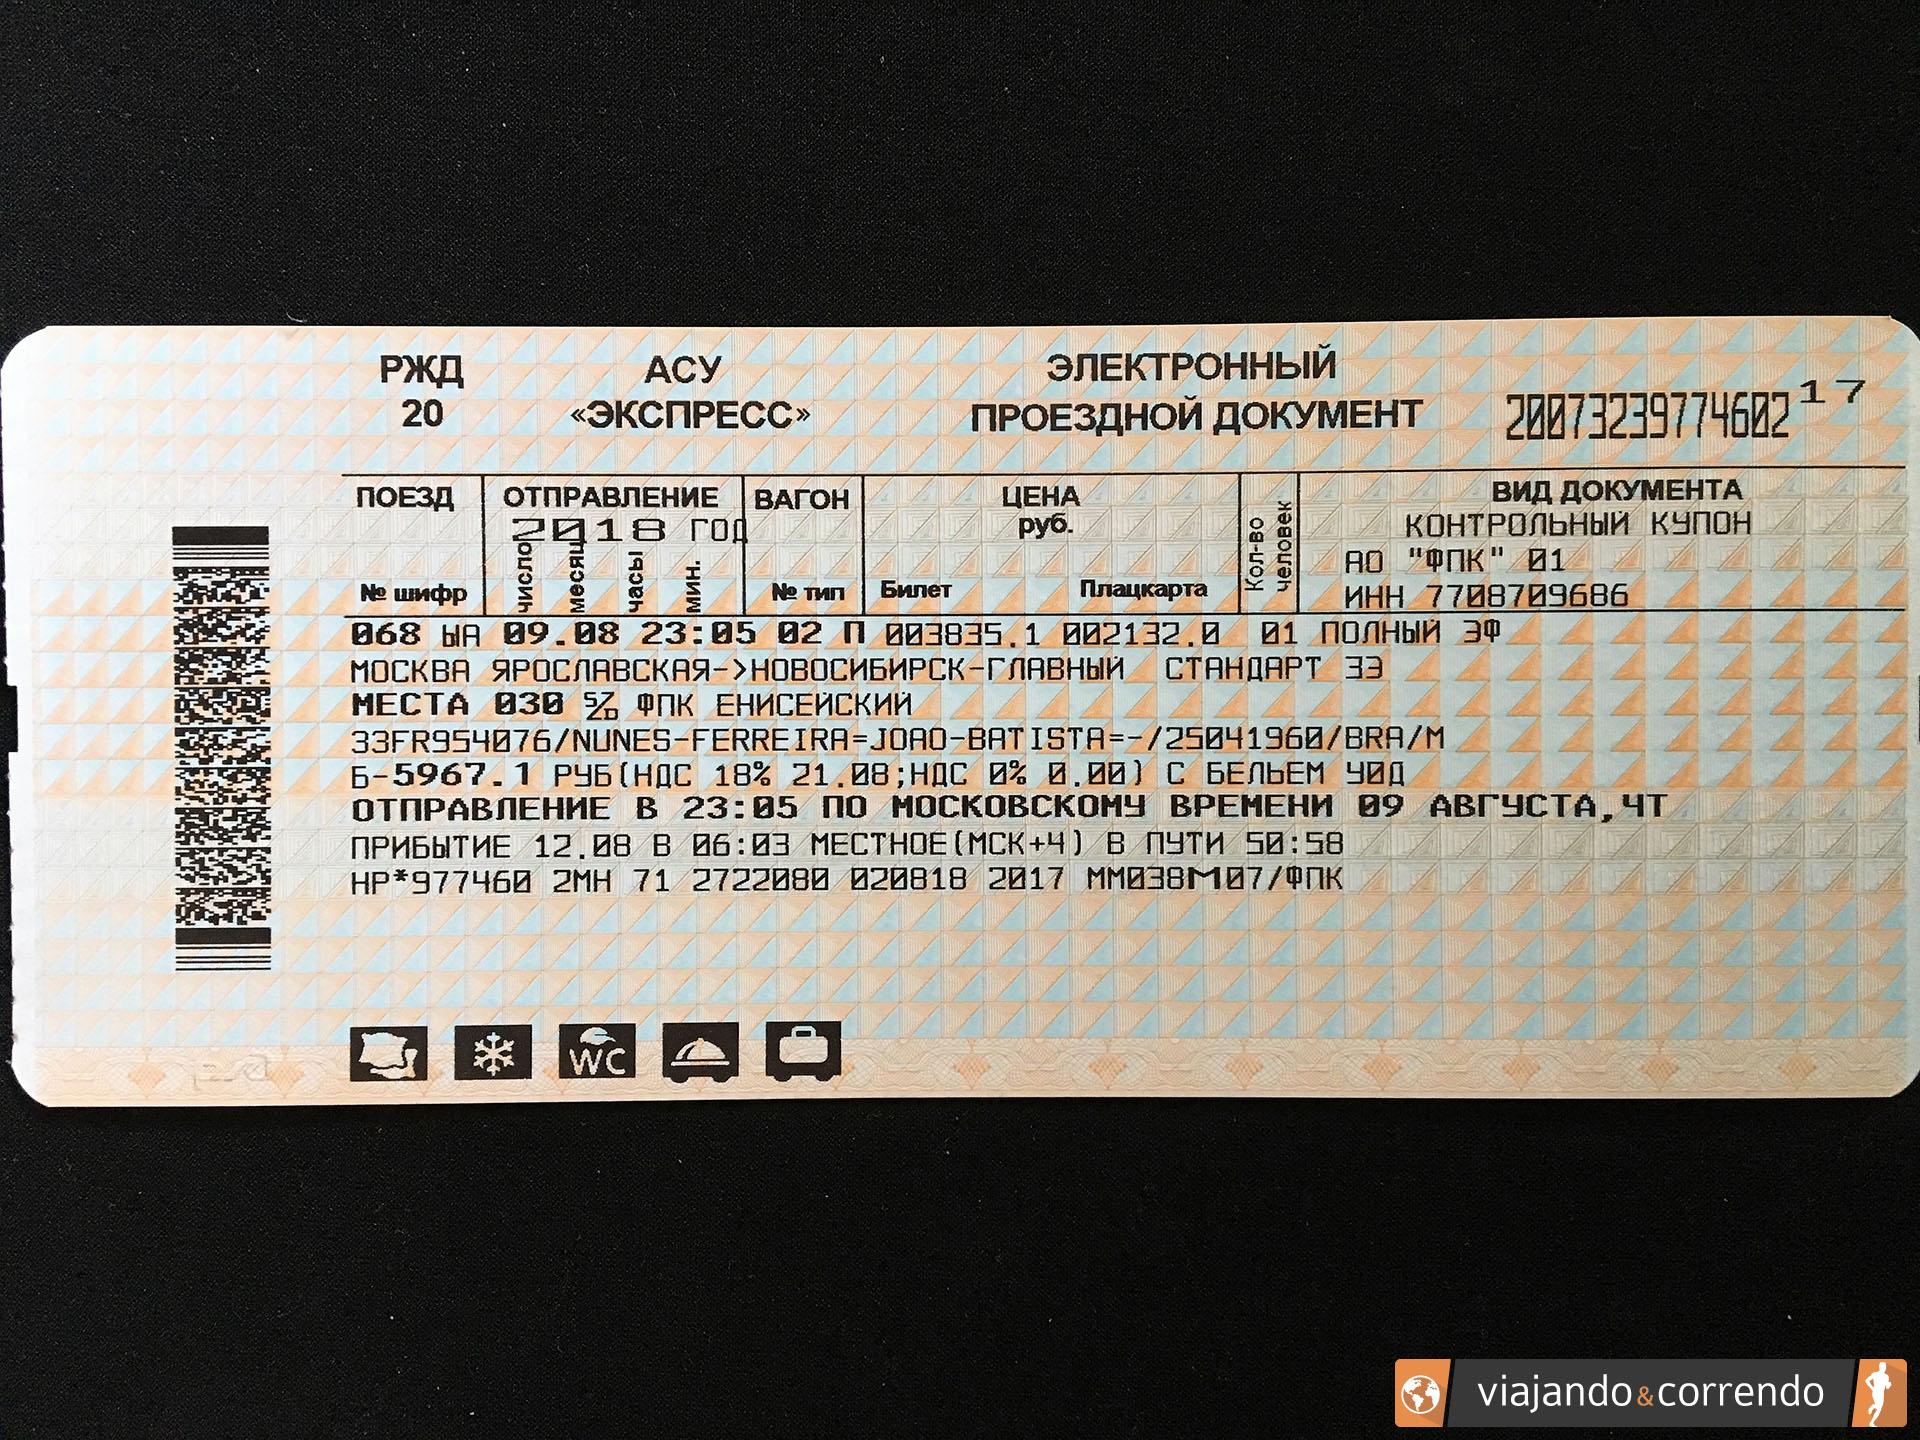 РЖД АСУ ЭЛЕКТРОННЫЙ
20 «ЭКСПРЕСС» ПРОЕЗДНОЙ ДОКУМЕНТ 20073239774602 17
ПОЕЗД ОТПРАВЛЕНИЕ ВАГОН ЦЕНА ВИД ДОКУМЕНТА
2018 ГОД руб. КОНТРОЛЬНЫЙ КУПОН
АО "ФПК" 01
№ шифр число месяц часы мин. № тип Билет Плацкарта Кол-во человек ИНН 7708709686
068 ЫА 09.08 23:05 02 П 003835.1 002132.0 01 ПОЛНЫЙ ЭФ
МОСКВА ЯРОСЛАВСКАЯ->НОВОСИБИРСК-ГЛАВНЫЙ СТАНДАРТ 3Э
МЕСТА 030 ФПК ЕНИСЕЙСКИЙ
ЗЗFR954076/NUNES-FERREIRA=JOAO-BATISTA=-/25041960/BRA/M
Б-5967.1 РУБ(НДС 18% 21.08;НДС 0% 0.00) С БЕЛЬЕМ У0Д
ОТПРАВЛЕНИЕ В 23:05 ПО МОСКОВСКОМУ ВРЕМЕНИ 09 АВГУСТА,ЧТ
ПРИБЫТИЕ 12.08 В 06:03 МЕСТНОЕ(МСК+4) В ПУТИ 50:58
НР*977460 2МН 71 2722080 020818 2017 ММ038М07/ФПК
WC
viajando&correndo